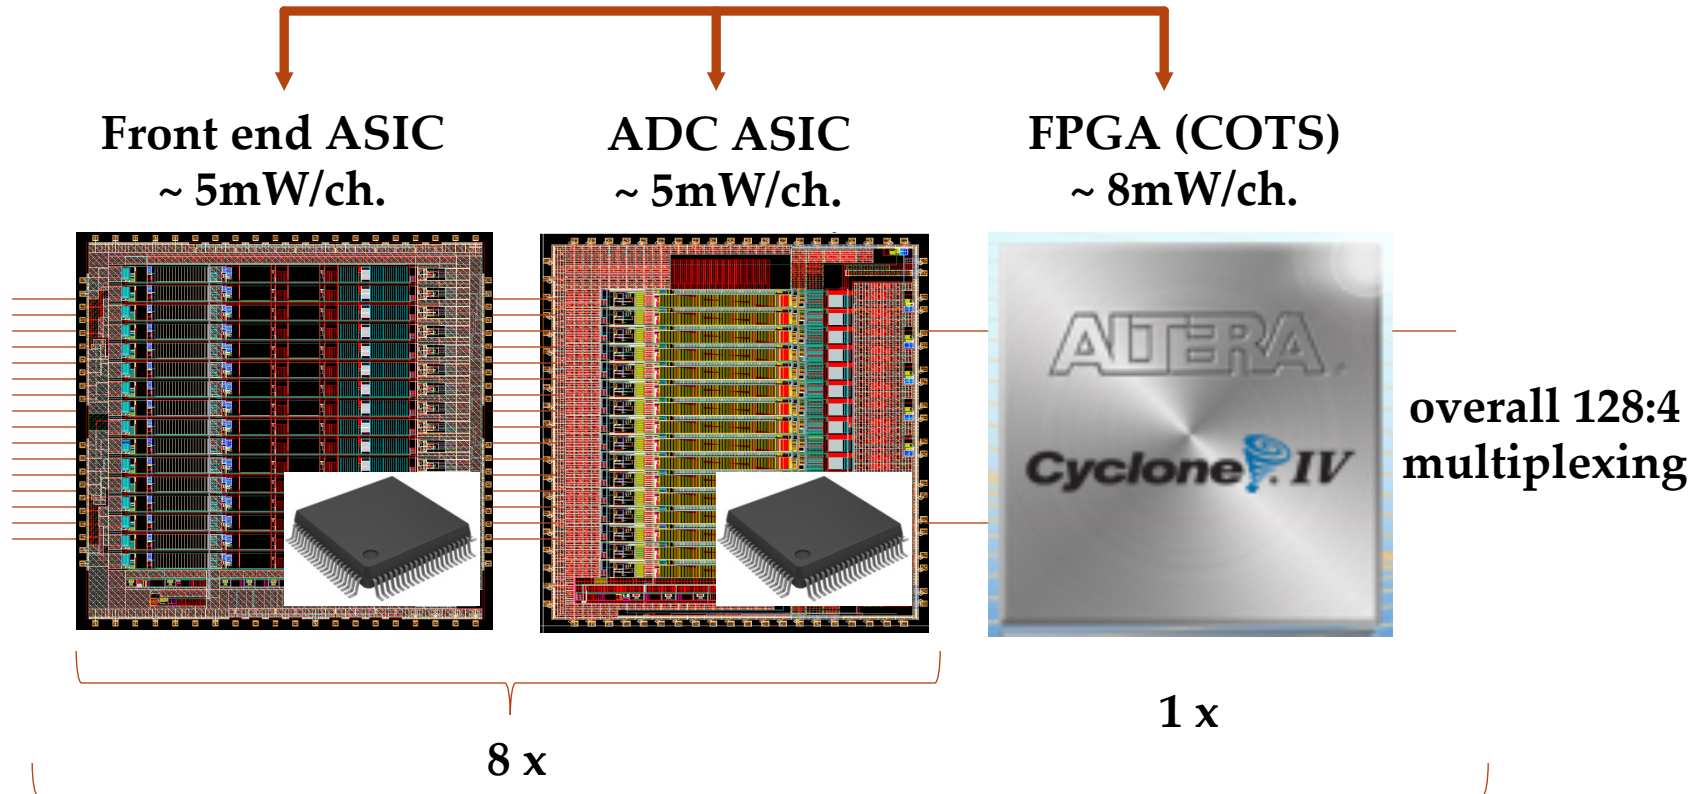 Front end ASIC
~ 5mW/ch.
ADC ASIC
~ 5mW/ch.
FPGA (COTS)
~ 8mW/ch.
ALTERA.
Cyclone IV
overall 128:4
multiplexing
8 x
1 x